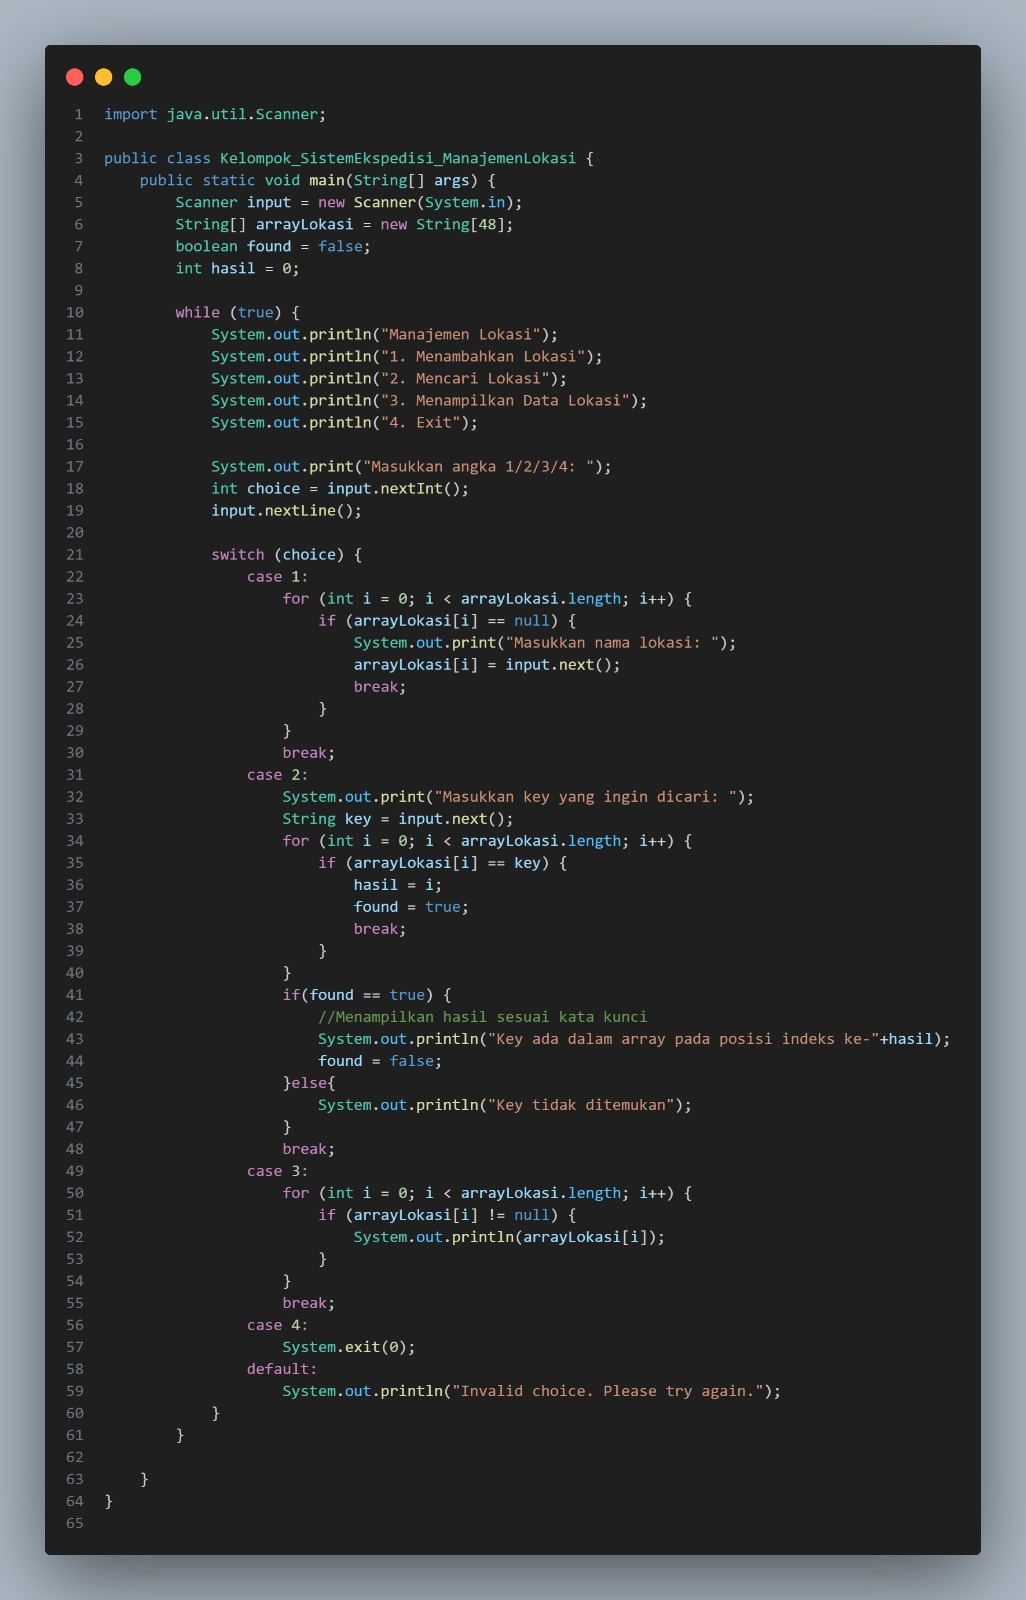 1 import java.util.Scanner;
2
3 public class Kelompok_SistemEkspedisi_ManajemenLokasi {
4     public static void main(String[] args) {
5         Scanner input = new Scanner(System.in);
6         String[] arrayLokasi = new String[48];
7         boolean found = false;
8         int hasil = 0;
9
10         while (true) {
11             System.out.println("Manajemen Lokasi");
12             System.out.println("1. Menambahkan Lokasi");
13             System.out.println("2. Mencari Lokasi");
14             System.out.println("3. Menampilkan Data Lokasi");
15             System.out.println("4. Exit");
16
17             System.out.print("Masukkan angka 1/2/3/4: ");
18             int choice = input.nextInt();
19             input.nextLine();
20
21             switch (choice) {
22                 case 1:
23                     for (int i = 0; i < arrayLokasi.length; i++) {
24                         if (arrayLokasi[i] == null) {
25                             System.out.print("Masukkan nama lokasi: ");
26                             arrayLokasi[i] = input.next();
27                             break;
28                         }
29                     }
30                     break;
31                 case 2:
32                     System.out.print("Masukkan key yang ingin dicari: ");
33                     String key = input.next();
34                     for (int i = 0; i < arrayLokasi.length; i++) {
35                         if (arrayLokasi[i] == key) {
36                             hasil = i;
37                             found = true;
38                             break;
39                         }
40                     }
41                     if(found == true) {
42                         //Menampilkan hasil sesuai kata kunci
43                         System.out.println("Key ada dalam array pada posisi indeks ke-"+hasil);
44                         found = false;
45                     }else{
46                         System.out.println("Key tidak ditemukan");
47                     }
48                     break;
49                 case 3:
50                     for (int i = 0; i < arrayLokasi.length; i++) {
51                         if (arrayLokasi[i] != null) {
52                             System.out.println(arrayLokasi[i]);
53                         }
54                     }
55                     break;
56                 case 4:
57                     System.exit(0);
58                 default:
59                     System.out.println("Invalid choice. Please try again.");
60             }
61         }
62
63     }
64 }
65